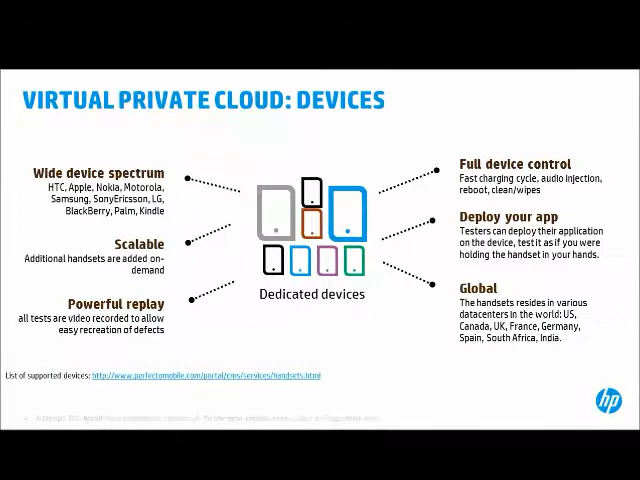 VIRTUAL PRIVATE CLOUD: DEVICES
Wide device spectrum
HTC, Apple, Nokia, Motorola,
Samsung, SonyEricsson, LG,
BlackBerry, Palm, Kindle
Scalable
Additional handsets are added on-
demand
Powerful replay
all tests are video recorded to allow
easy recreation of defects
Dedicated devices
Full device control
Fast charging cycle, audio injection,
reboot, clean/wipes
Deploy your app
Testers can deploy their application
on the device, test it as if you were
holding the handset in your hands.
Global
The handsets resides in various
datacenters in the world: US,
Canada, UK, France, Germany,
Spain, South Africa, India.
List of supported devices: http://www.perfectomobile.com/portal/cms/services/handsets.html
hp